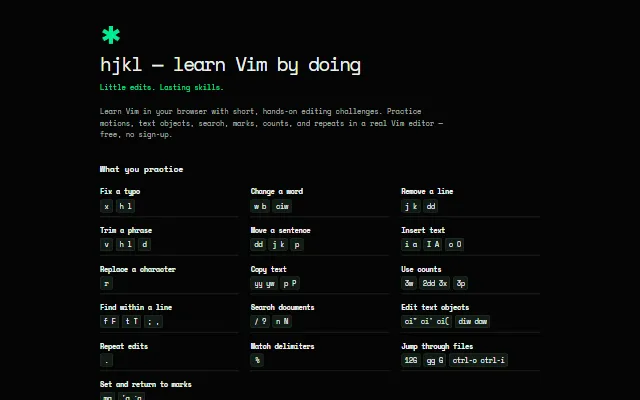 hjkl — learn Vim by doing
Little edits. Lasting skills.
Learn Vim in your browser with short, hands-on editing challenges. Practice
motions, text objects, search, marks, counts, and repeats in a real Vim editor —
free, no sign-up.
What you practice
Fix a typo
x h l
Change a word
w b ciw
Remove a line
j k dd
Trim a phrase
v h l d
Move a sentence
dd j k p
Insert text
i a I A o O
Replace a character
r
Copy text
yy yw p P
Use counts
3w 2dd 3x 3p
Find within a line
f F t T ; ,
Search documents
/ ? n N
Edit text objects
ci" ci' ci( diw daw
Repeat edits
.
Match delimiters
%
Jump through files
12G gg G ctrl-o ctrl-i
Set and return to marks
ma 'a `a